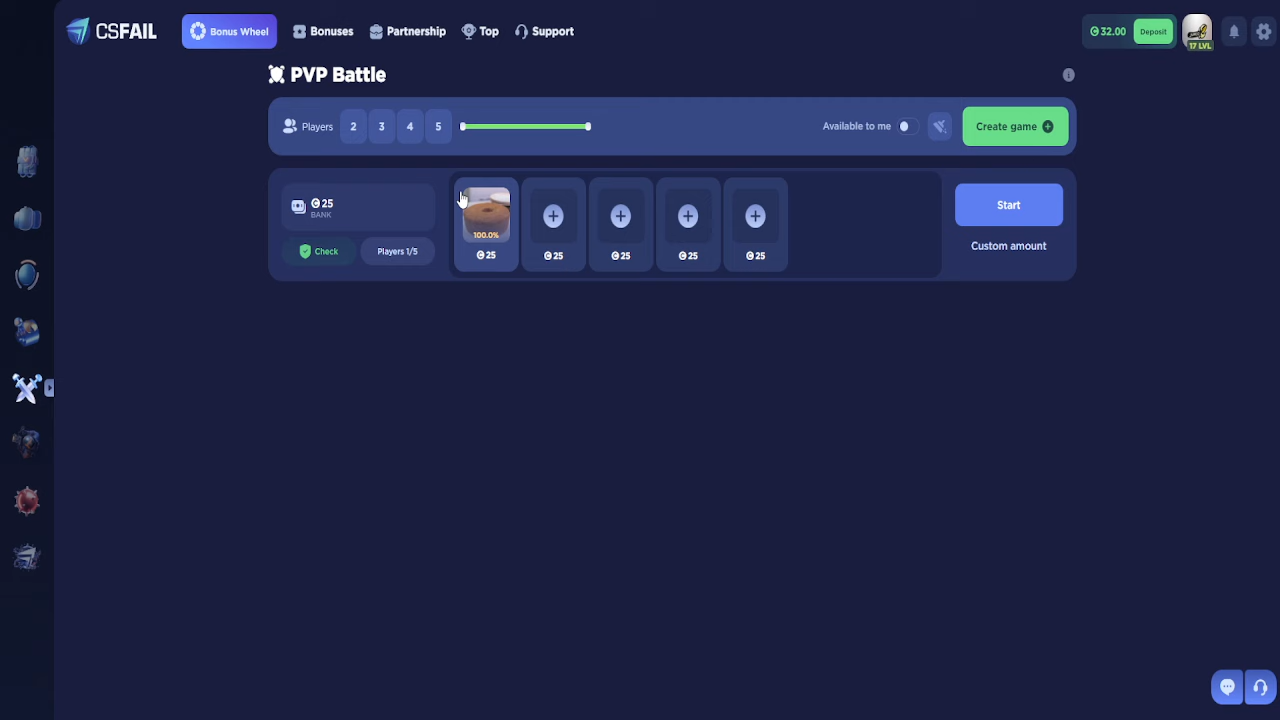 CSFAIL
Bonus Wheel
Bonuses
Partnership
Top
Support
32.00
Deposit
17 LVL
PVP Battle
Players
2
3
4
5
Available to me
Create game
25
BANK
Check
Players 1/5
100.0%
25
25
25
25
25
Start
Custom amount